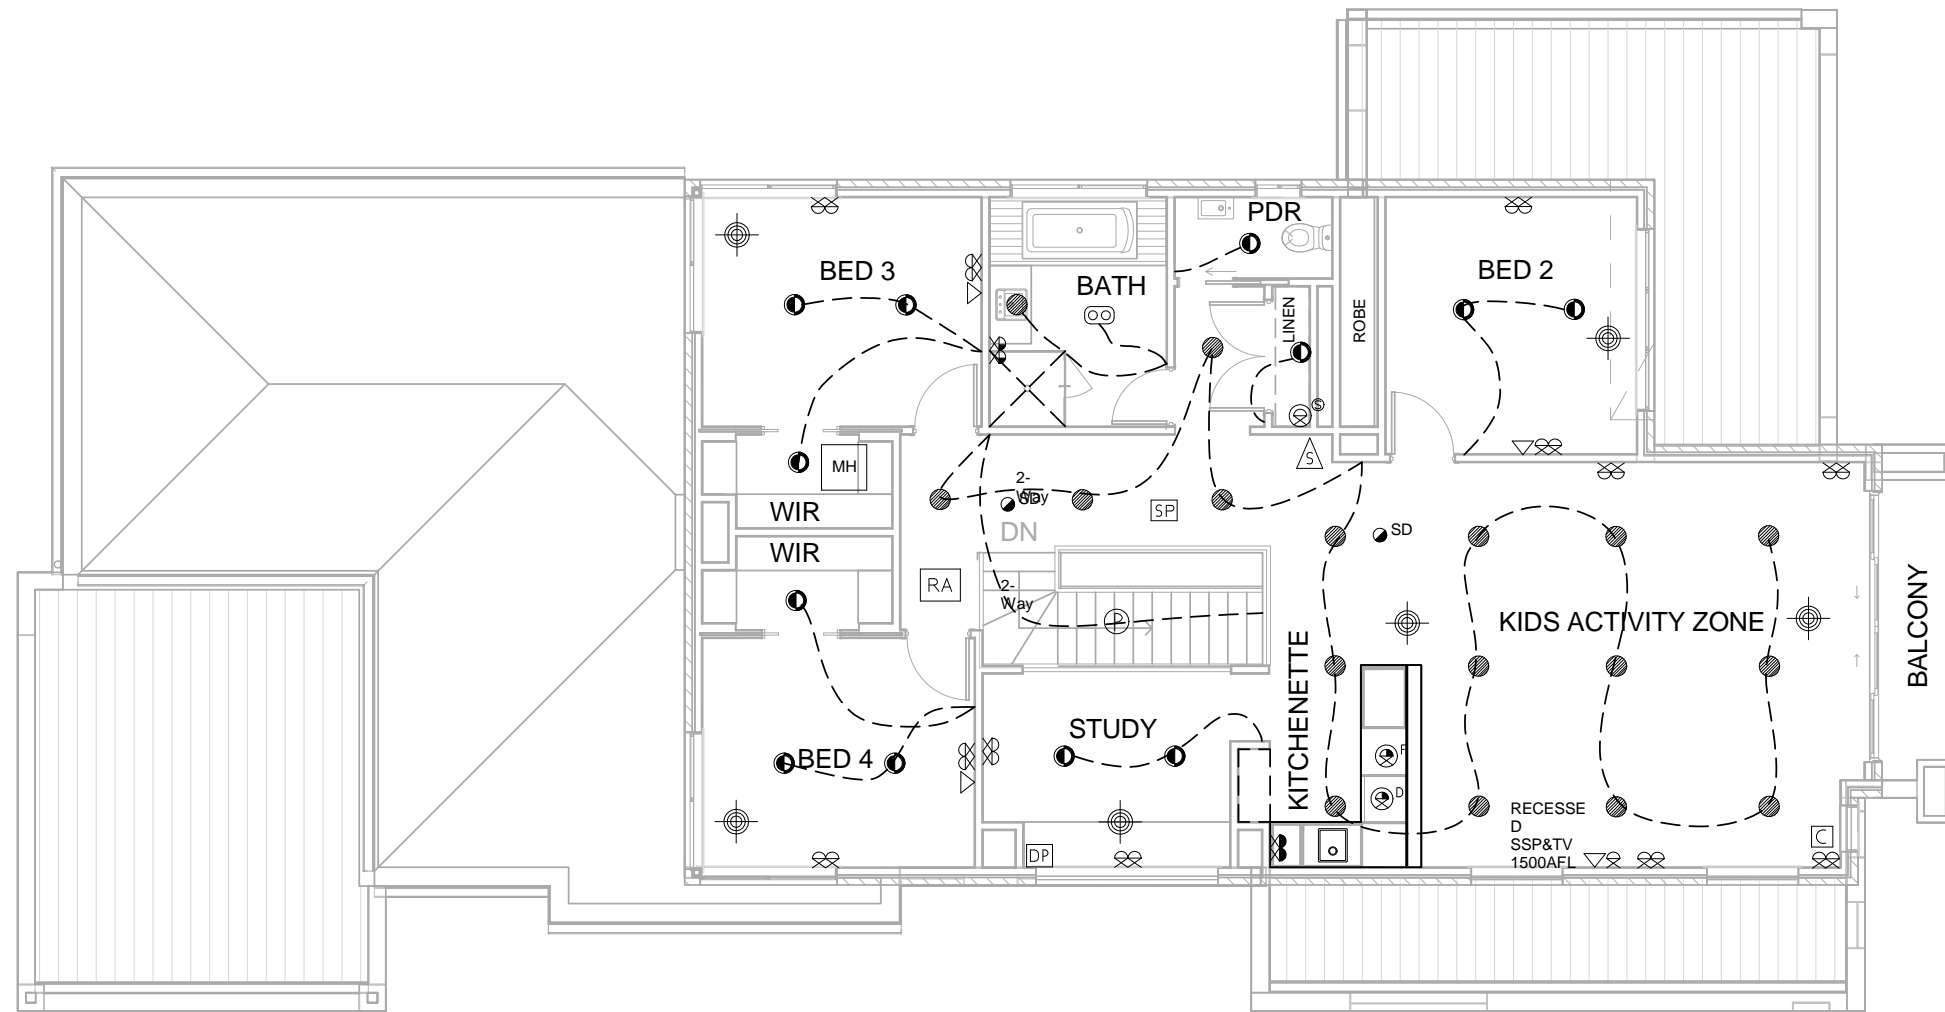 PDR
BED 3
BED 2
BATH
LINEN
ROBE
MH
S
S
2-
Way
SD
SP
WIR
DN
SD
WIR
RA
2-
Way
P
KIDS ACTIVITY ZONE
BALCONY
KITCHENETTE
STUDY
BED 4
F
D
RECESSE
D
SSP&TV
1500AFL
C
DP